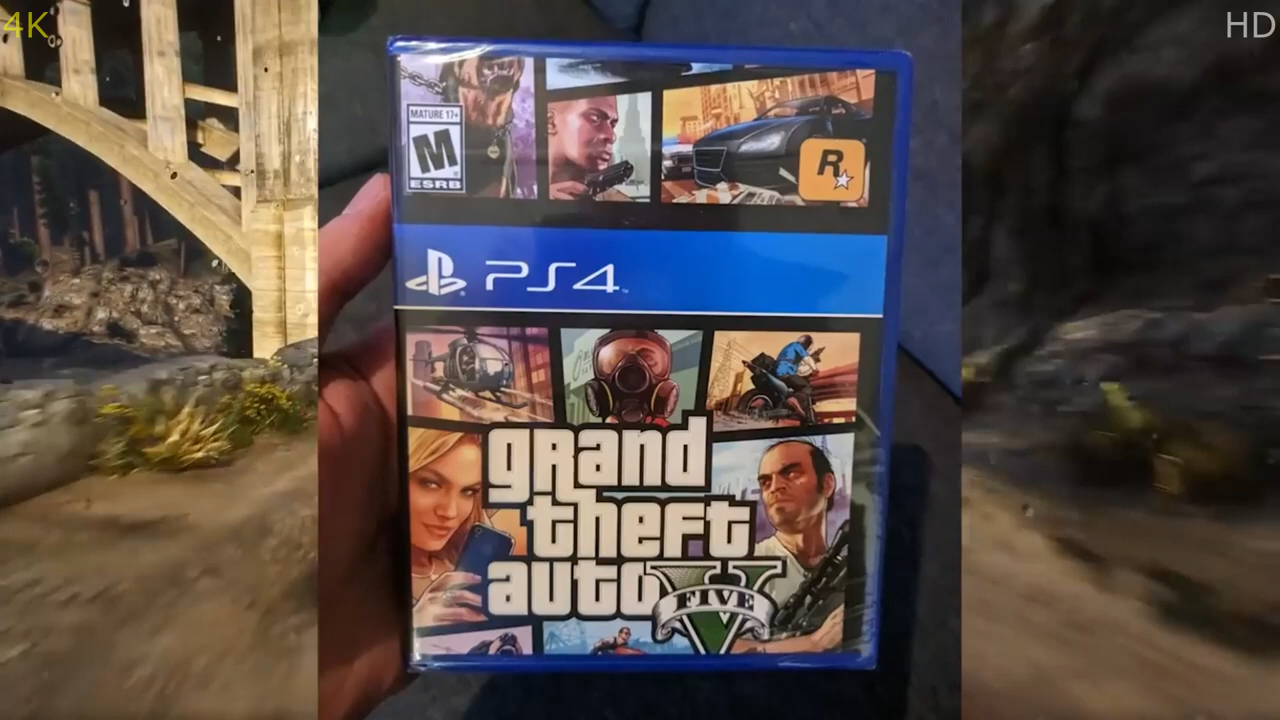 4K
HD
MATURE 17+
M
ESRB
R
PS4
grand
theft
auto V
FIVE